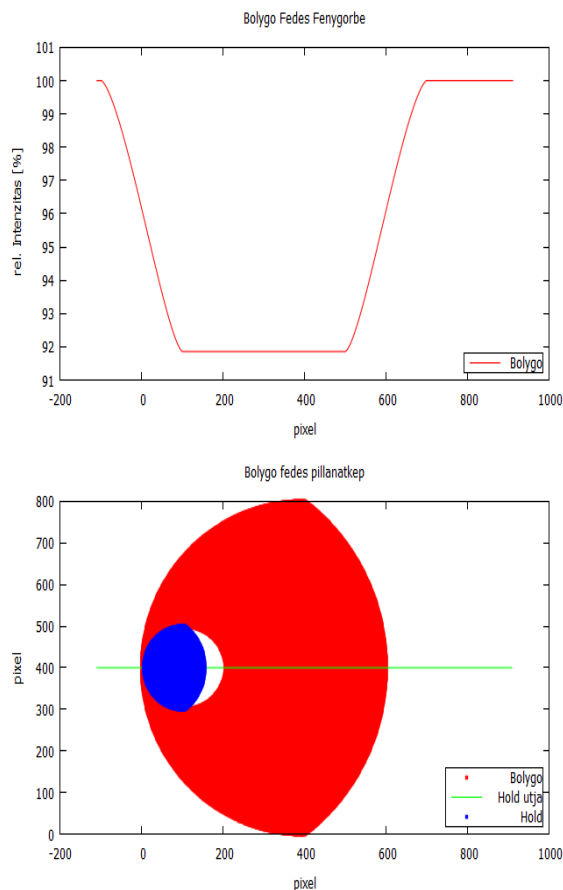 Bolygo Fedes Fenygorbe
101
100
99
98
97
96
95
94
93
92
91
rel. Intenzitas [%]
Bolygo
-200 0 200 400 600 800 1000
pixel
Bolygo fedes pillanatkep
800
700
600
500
400
300
200
100
0
pixel
Bolygo
Hold utja
Hold
-200 0 200 400 600 800 1000
pixel